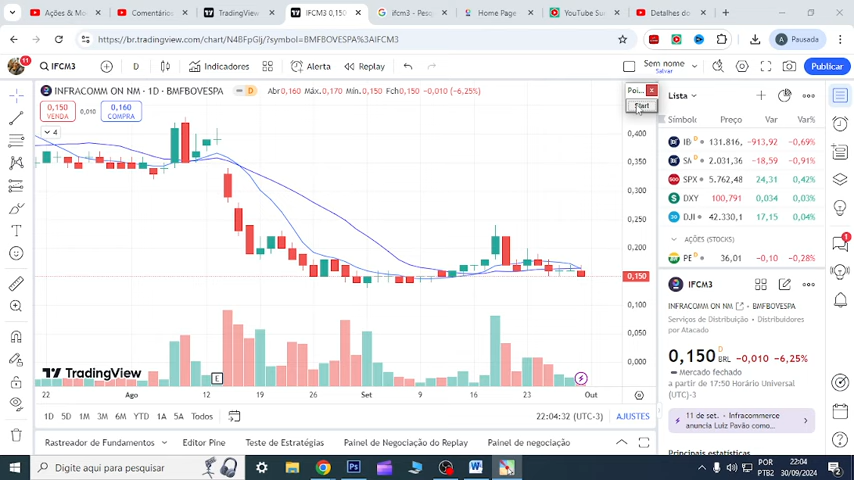 Ações | M
Comentários
TradingView
IFCM3 0,150
ifcm3 - Pes
Home Page
YouTube Su
Detalhes do
https://br.tradingview.com/chart/N4BFpGlj/?symbol=BMFBOVESPA%3AIFCM3
A Pausada
11
IFCM3
D
Indicadores
Alerta
Replay
Sem nome
Salvar
Publicar
INFRACOMM ON NM · 1D · BMFBOVESPA
D
Abr0,160 Máx0,170 Mín0,150 Fch0,150 -0,010 (-6,25%)
0,150
VENDA
0,010
0,160
COMPRA
4
Poi...
x
Start
0,400
0,350
0,300
0,250
0,200
0,150
0,100
0,050
0,000
TradingView
E
22
Ago
12
19
26
Set
9
16
23
Out
1D 5D 1M 3M 6M YTD 1A 5A Todos
22:04:32 (UTC-3)
AJUSTES
Rastreador de Fundamentos
Editor Pine
Teste de Estratégias
Painel de Negociação do Replay
Painel de negociação
Lista
Símbolo Preço Var Var
IB 131.816, -913,92 -0,69%
2.031,36 -18,59 -0,91%
SPX 5.762,48 24,31 0,42%
DXY 100,791 0,034 0,03%
DJI 42.330,1 17,15 0,04%
AÇÕES (STOCKS)
PE 36,01 -0,10 -0,28%
1
IFCM3
INFRACOMM ON NM · BMFBOVESPA
Serviços de Distribuição · Distribuidores
por Atacado
0,150 D BRL -0,010 -6,25%
Mercado fechado
a partir de 17:50 Horário Universal
(UTC)-3
11 de set. · Infracommerce
anuncia Luiz Pavão como...
Principais estatísticas
Digite aqui para pesquisar
Ps
W
POR
PTB2
22:04
30/09/2024